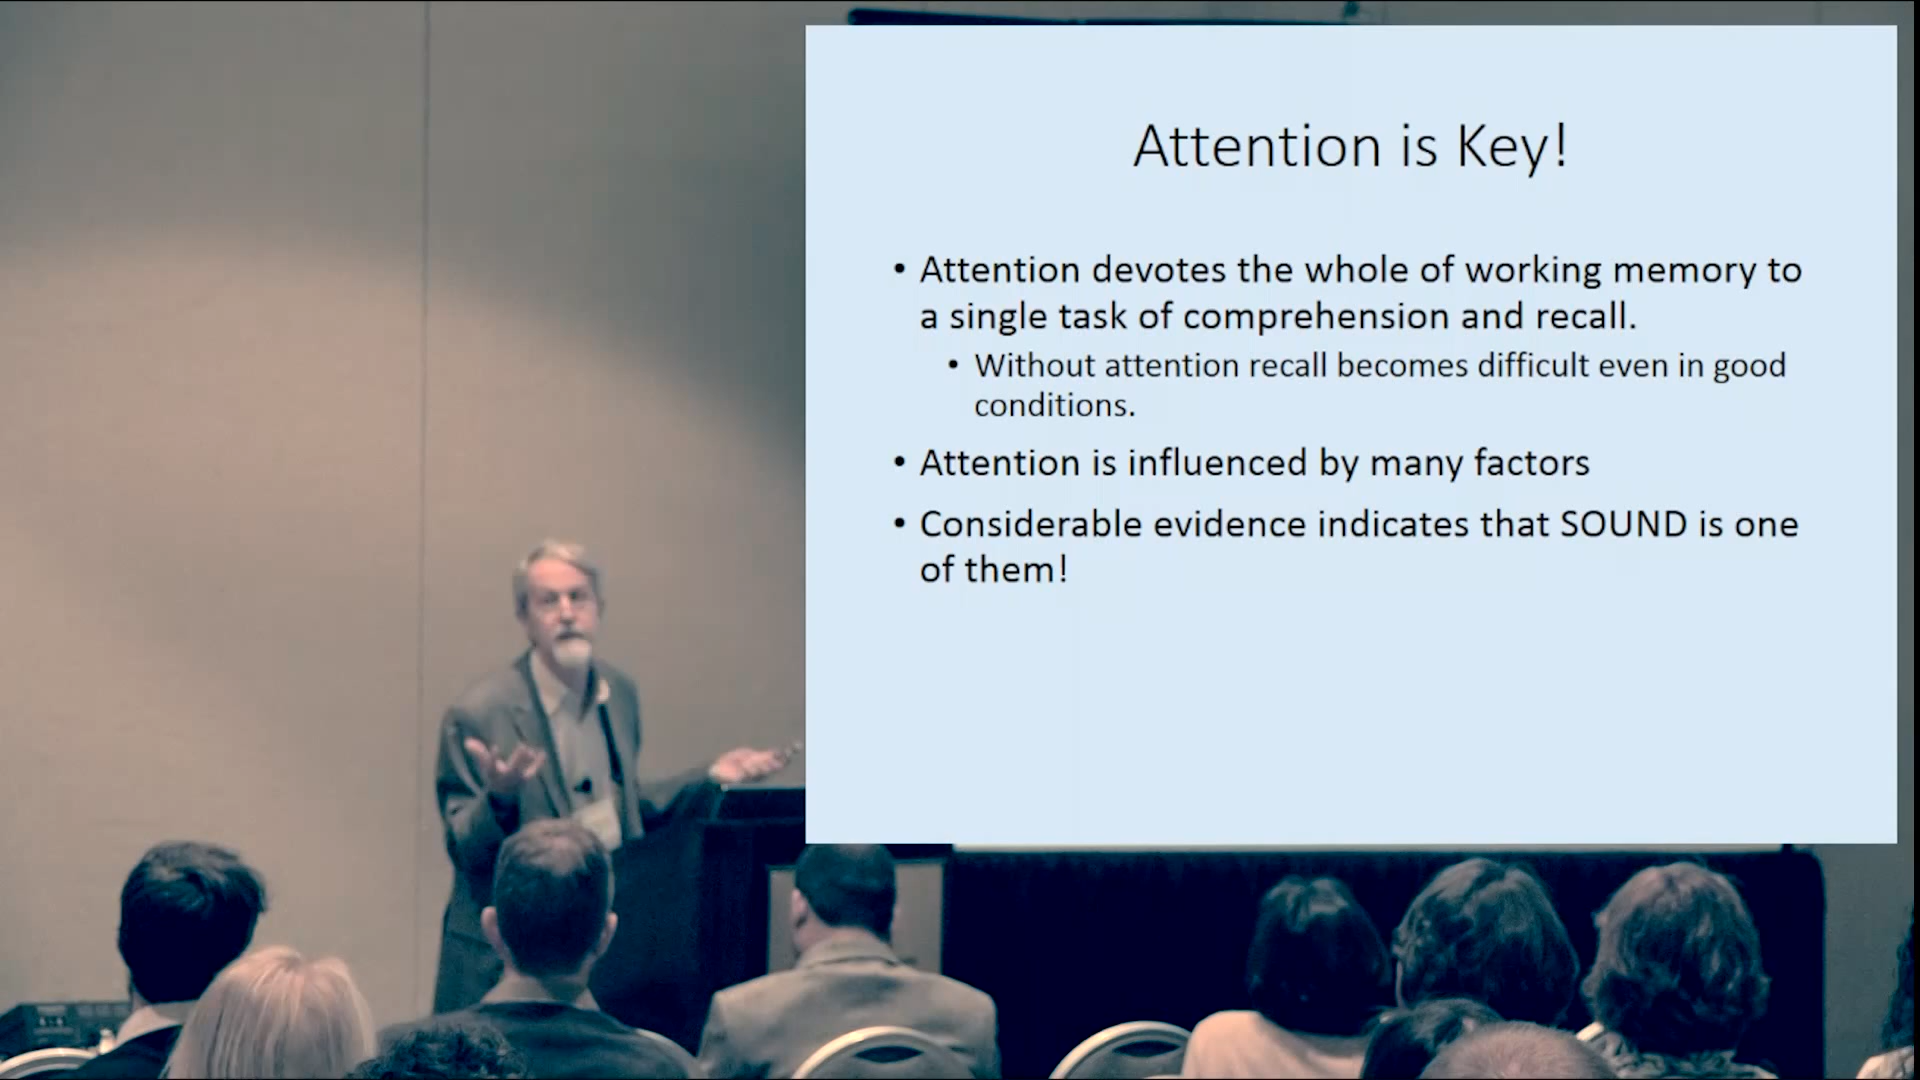 Attention is Key!
• Attention devotes the whole of working memory to
a single task of comprehension and recall.
• Without attention recall becomes difficult even in good
conditions.
• Attention is influenced by many factors
• Considerable evidence indicates that SOUND is one
of them!